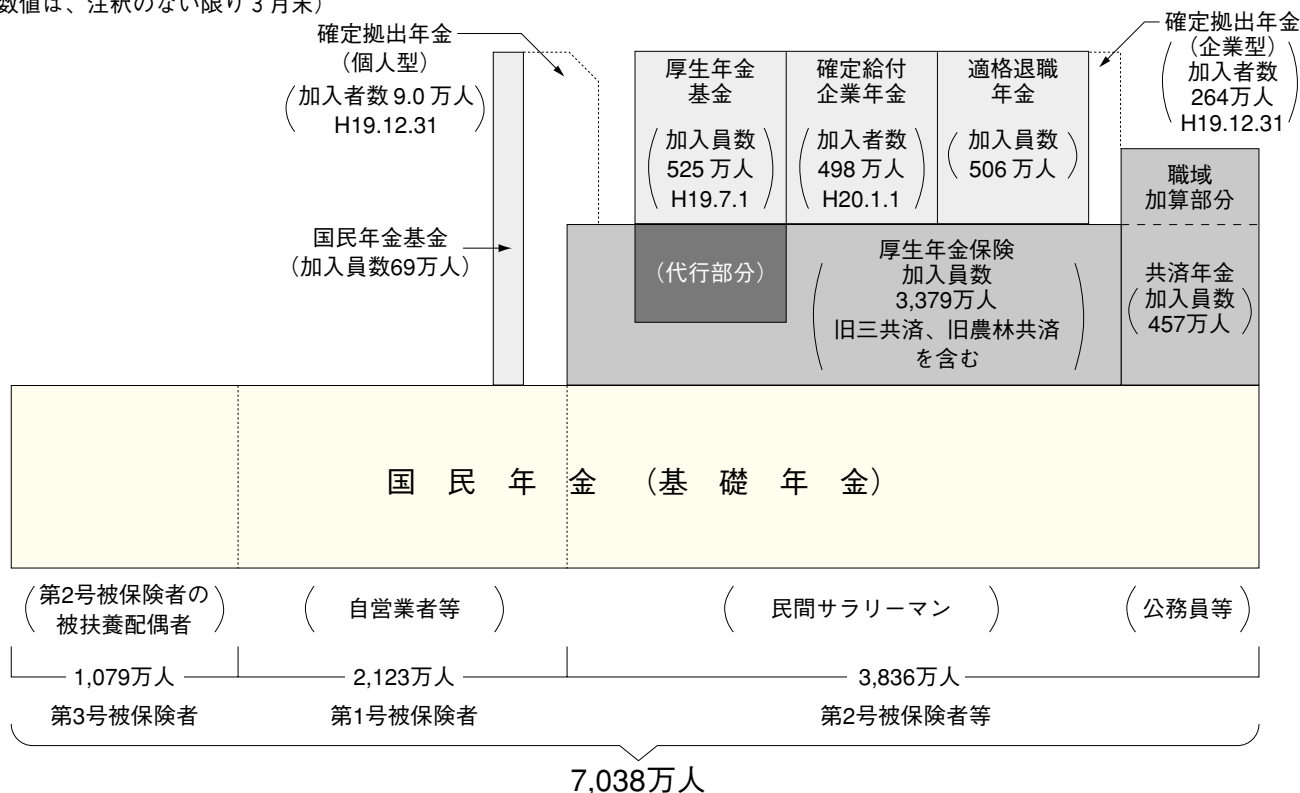 数値は、注釈のない限り3月末）
確定拠出年金
（個人型）
（加入者数 9.0 万人）
H19.12.31
国民年金基金
（加入員数69万人）
厚生年金
基金
（加入員数
525 万人
H19.7.1）
確定給付
企業年金
（加入者数
498 万人
H20.1.1）
適格退職
年金
（加入員数
506 万人）
確定拠出年金
（企業型）
加入者数
264万人
H19.12.31
職域
加算部分
（代行部分）
厚生年金保険
加入員数
3,379万人
旧三共済、旧農林共済
を含む
共済年金
（加入員数
457万人）
国民年金（基礎年金）
（第2号被保険者の
被扶養配偶者）
（自営業者等）
（民間サラリーマン）
（公務員等）
1,079万人
2,123万人
3,836万人
第3号被保険者
第1号被保険者
第2号被保険者等
7,038万人